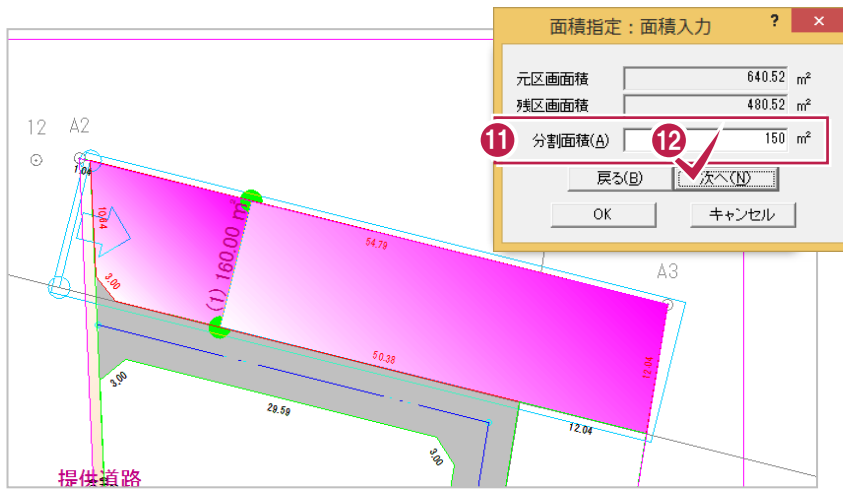 面積指定:面積入力 ? ×
元区画面積 640.52 m²
残区画面積 480.52 m²
⑪ 分割面積(A) ⑫ 150 m²
戻る(B) 次へ(N)
OK キャンセル
12 A2
1.04
10.64
3.00
(1) 160.00 m²
54.79
A3
50.38
12.04
3.00
29.59
3.00
12.04
提供道路